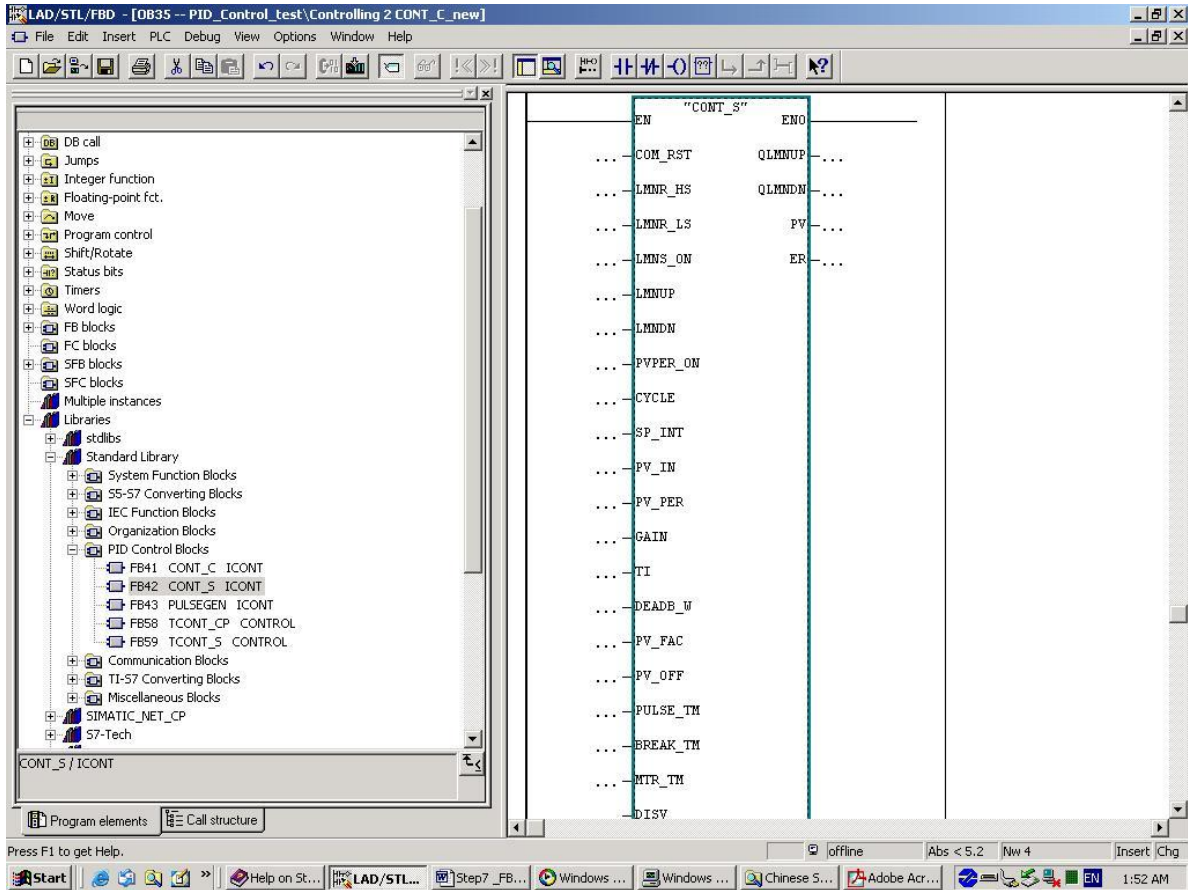 LAD/STL/FBD - [OB35 -- PID_Control_test\Controlling 2 CONT_C_new]
File Edit Insert PLC Debug View Options Window Help
DB call
Jumps
Integer function
Floating-point fct.
Move
Program control
Shift/Rotate
Status bits
Timers
Word logic
FB blocks
FC blocks
SFB blocks
SFC blocks
Multiple instances
Libraries
stdlibs
Standard Library
System Function Blocks
S5-S7 Converting Blocks
IEC Function Blocks
Organization Blocks
PID Control Blocks
FB41 CONT_C ICONT
FB42 CONT_S ICONT
FB43 PULSEGEN ICONT
FB58 TCONT_CP CONTROL
FB59 TCONT_S CONTROL
Communication Blocks
TI-S7 Converting Blocks
Miscellaneous Blocks
SIMATIC_NET_CP
S7-Tech
CONT_S / ICONT
Program elements Call structure
"CONT_S"
EN ENO
... COM_RST QLMNUP ...
... LMNR_HS QLMNDN ...
... LMNR_LS PV ...
... LMNS_ON ER ...
... LMNUP
... LMNDN
... PVPER_ON
... CYCLE
... SP_INT
... PV_IN
... PV_PER
... GAIN
... TI
... DEADB_W
... PV_FAC
... PV_OFF
... PULSE_TM
... BREAK_TM
... MTR_TM
DISV
Press F1 to get Help. offline Abs < 5.2 Nw 4 Insert Chg
Start » Help on St... LAD/STL... Step7 _FB... Windows ... Windows ... Chinese S... Adobe Acr... EN 1:52 AM